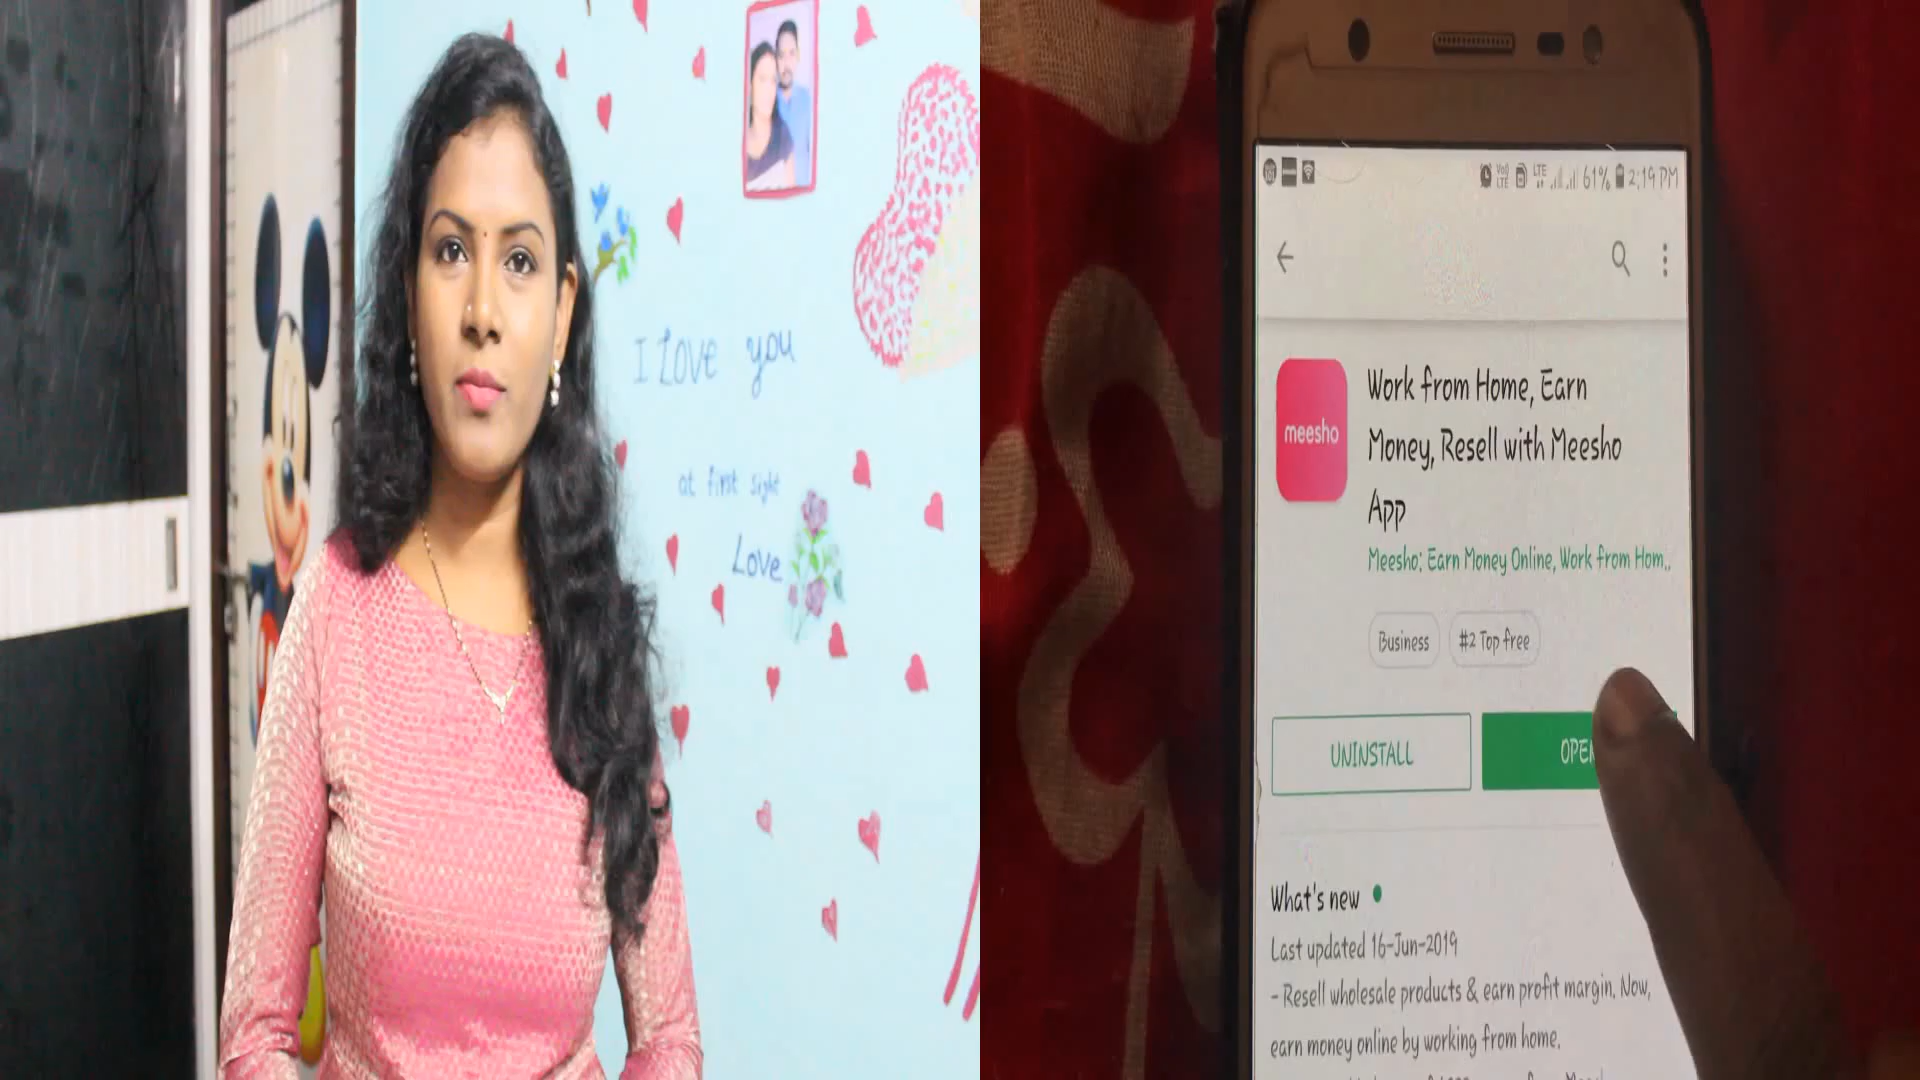 I Love you
at first sight
Love
LTE
61% 2:19 PM
meesho
Work from Home, Earn
Money, Resell with Meesho
App
Meesho: Earn Money Online, Work from Hom..
Business
#2 Top free
UNINSTALL
OPEN
What's new
Last updated 16-Jun-2019
- Resell wholesale products & earn profit margin. Now,
earn money online by working from home.